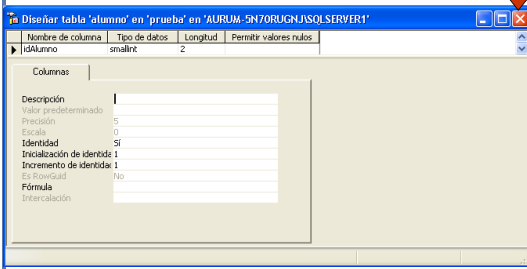 Diseñar tabla 'alumno' en 'prueba' en 'AURUM-5N70RUGNJ\SQLSERVER1'
Nombre de columna Tipo de datos Longitud Permitir valores nulos
idAlumno smallint 2
Columnas
Descripción
Valor predeterminado
Precisión 5
Escala 0
Identidad Sí
Inicialización de identida 1
Incremento de identidad 1
Es RowGuid No
Fórmula
Intercalación